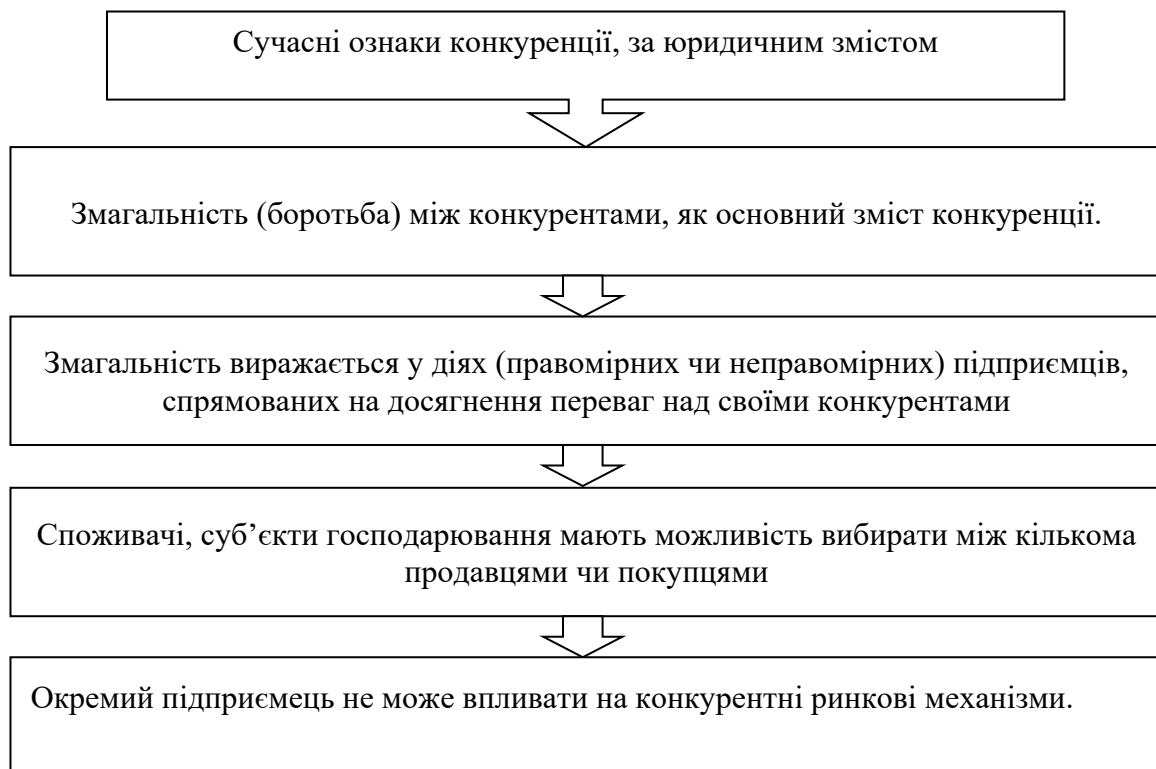 Сучасні ознаки конкуренції, за юридичним змістом
Змагальність (боротьба) між конкурентами, як основний зміст конкуренції.
Змагальність виражається у діях (правомірних чи неправомірних) підприємців,
спрямованих на досягнення переваг над своїми конкурентами
Споживачі, суб’єкти господарювання мають можливість вибирати між кількома
продавцями чи покупцями
Окремий підприємець не може впливати на конкурентні ринкові механізми.